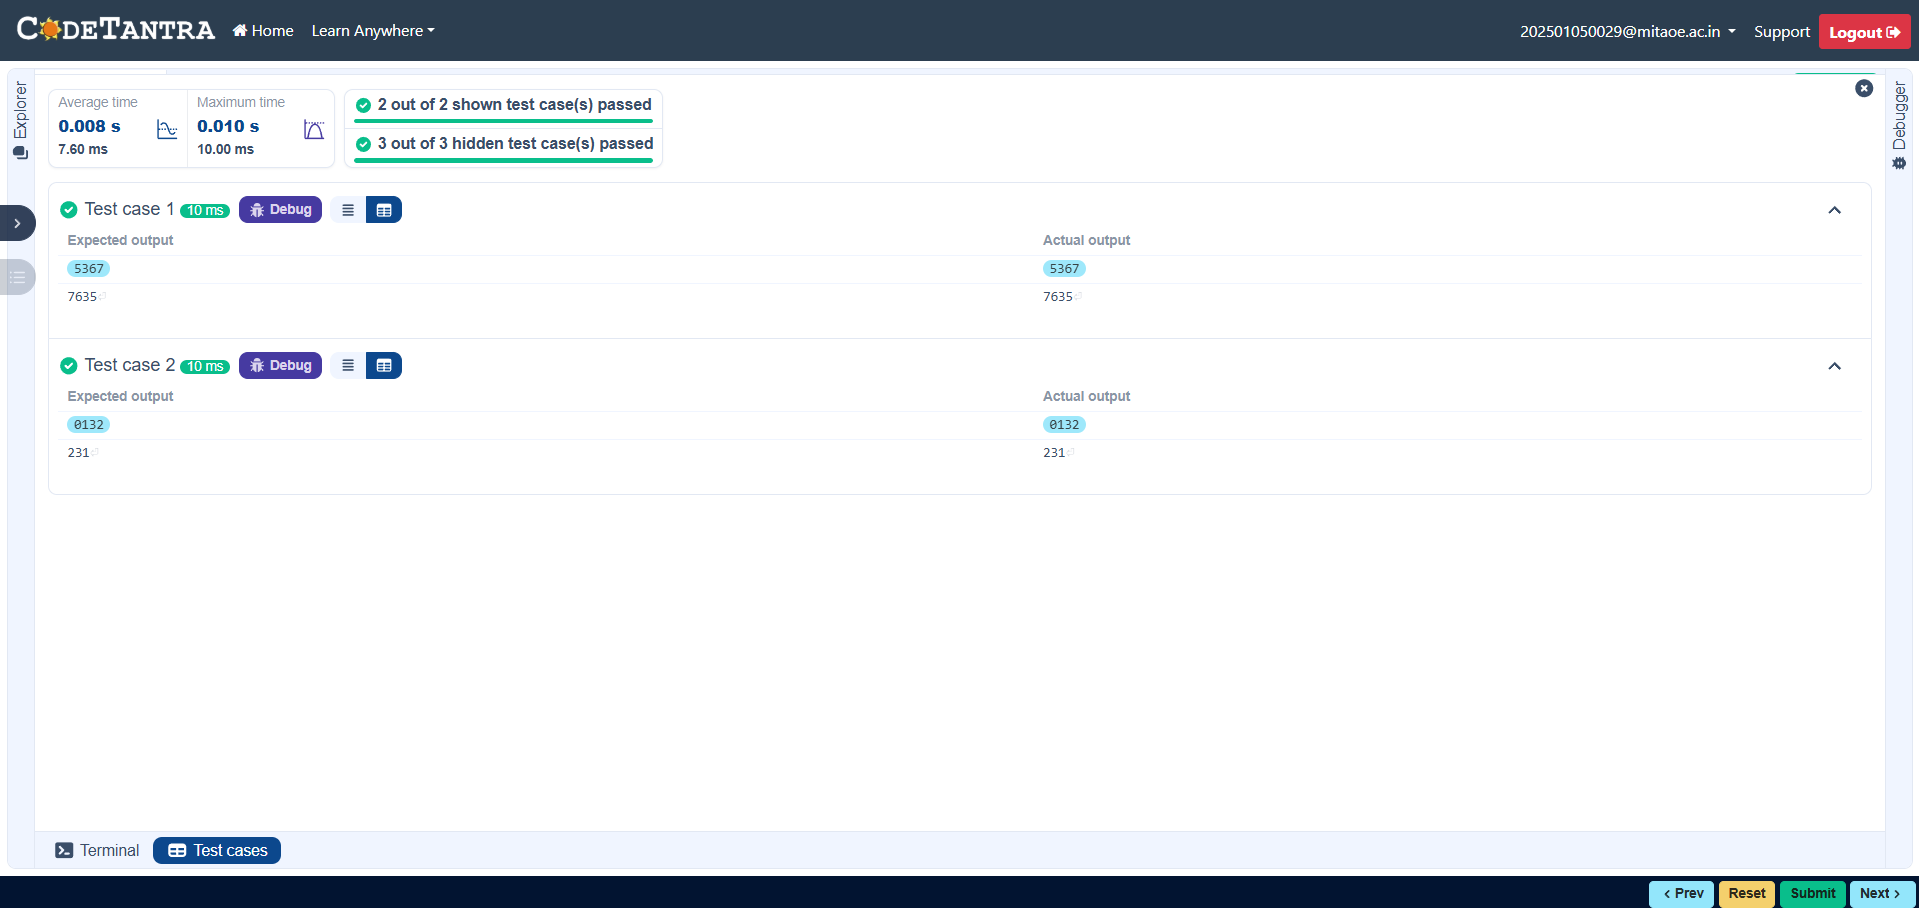 CODETANTRA Home Learn Anywhere 202501050029@mitaoe.ac.in Support Logout
Explorer
Debugger
Average time Maximum time
0.008 s 0.010 s
7.60 ms 10.00 ms
2 out of 2 shown test case(s) passed
3 out of 3 hidden test case(s) passed
Test case 1 10 ms Debug
Expected output Actual output
5367 5367
7635 7635
Test case 2 10 ms Debug
Expected output Actual output
0132 0132
231 231
Terminal Test cases
Prev Reset Submit Next